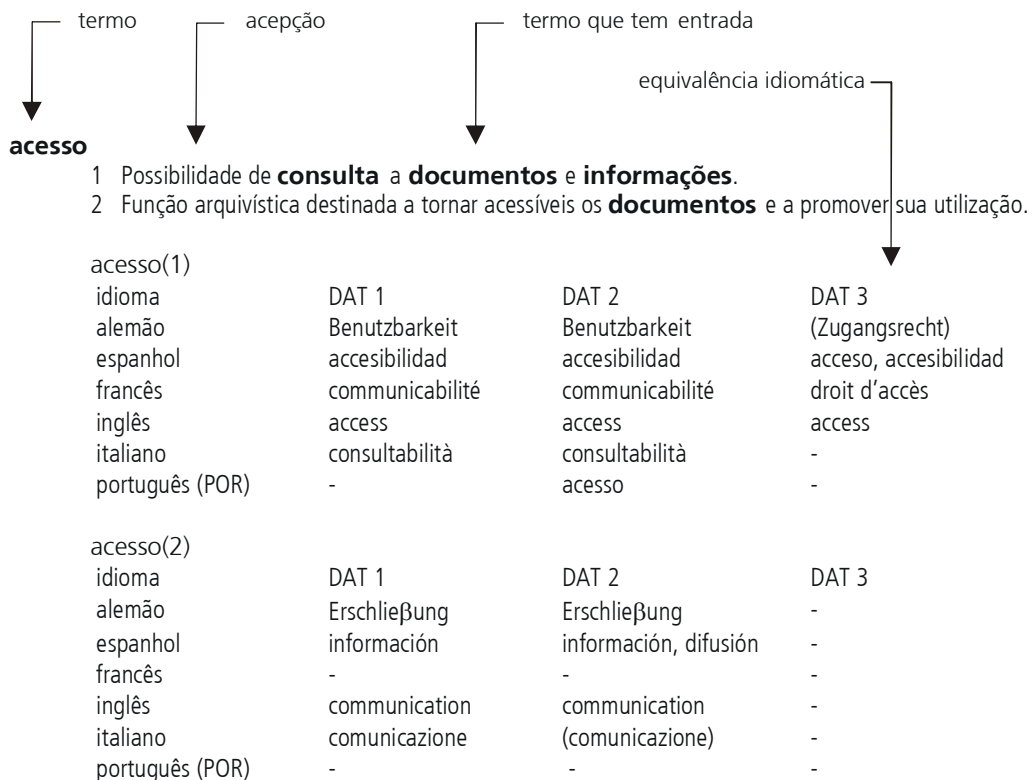 termo acepção termo que tem entrada
equivalência idiomática
acesso
1 Possibilidade de consulta a documentos e informações.
2 Função arquivística destinada a tornar acessíveis os documentos e a promover sua utilização.
acesso(1)
idioma DAT 1 DAT 2 DAT 3
alemão Benutzbarkeit Benutzbarkeit (Zugangsrecht)
espanhol accesibilidad accesibilidad acceso, accesibilidad
francês communicabilité communicabilité droit d’accès
inglês access access access
italiano consultabilità consultabilità -
português (POR) - acesso -
acesso(2)
idioma DAT 1 DAT 2 DAT 3
alemão Erschlieβung Erschlieβung -
espanhol información información, difusión -
francês - - -
inglês communication communication -
italiano comunicazione (comunicazione) -
português (POR) - - -